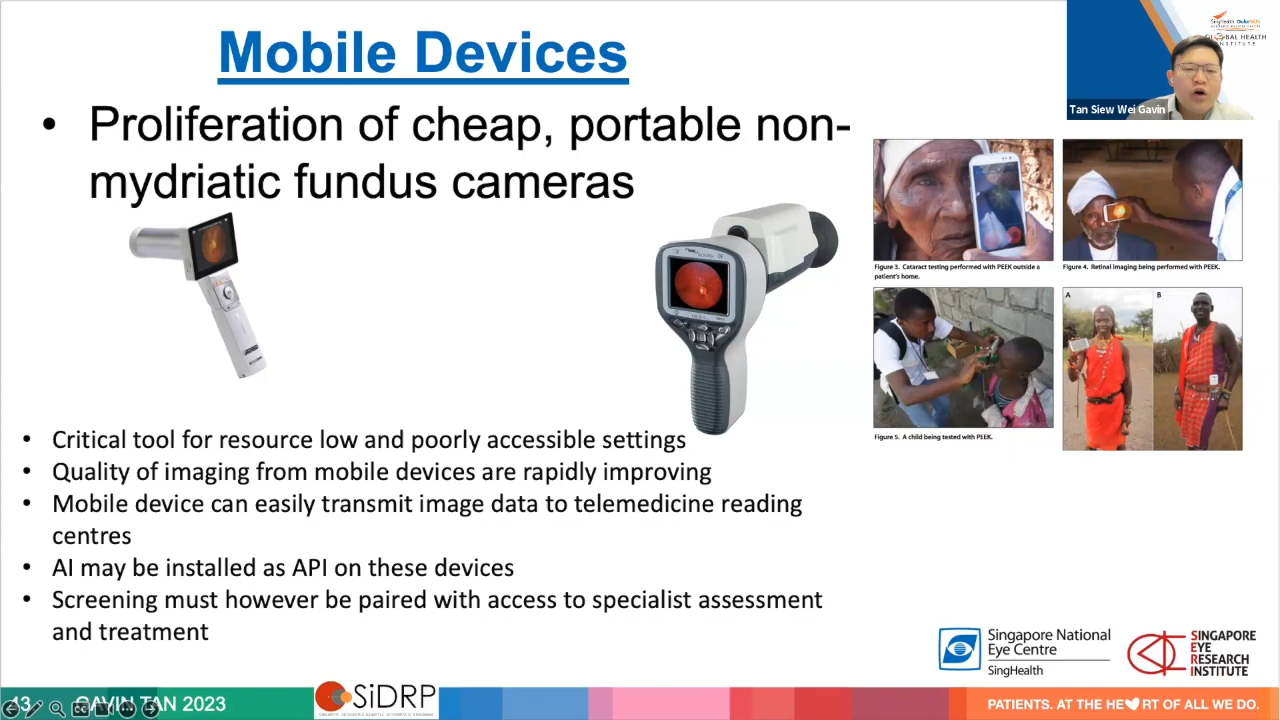 Mobile Devices
• Proliferation of cheap, portable non-
mydriatic fundus cameras
• Critical tool for resource low and poorly accessible settings
• Quality of imaging from mobile devices are rapidly improving
• Mobile device can easily transmit image data to telemedicine reading
centres
• AI may be installed as API on these devices
• Screening must however be paired with access to specialist assessment
and treatment
SingHealth DukeNUS
GLOBAL HEALTH
INSTITUTE
Tan Siew Wei Gavin
Figure 3. Cataract testing performed with PEEK outside a
patient's home.
Figure 4. Retinal imaging being performed with PEEK.
Figure 5. A child being tested with PEEK.
A
B
Singapore National
Eye Centre
SingHealth
SINGAPORE
EYE
RESEARCH
INSTITUTE
13 GAVIN TAN 2023
SiDRP
PATIENTS. AT THE HE RT OF ALL WE DO.